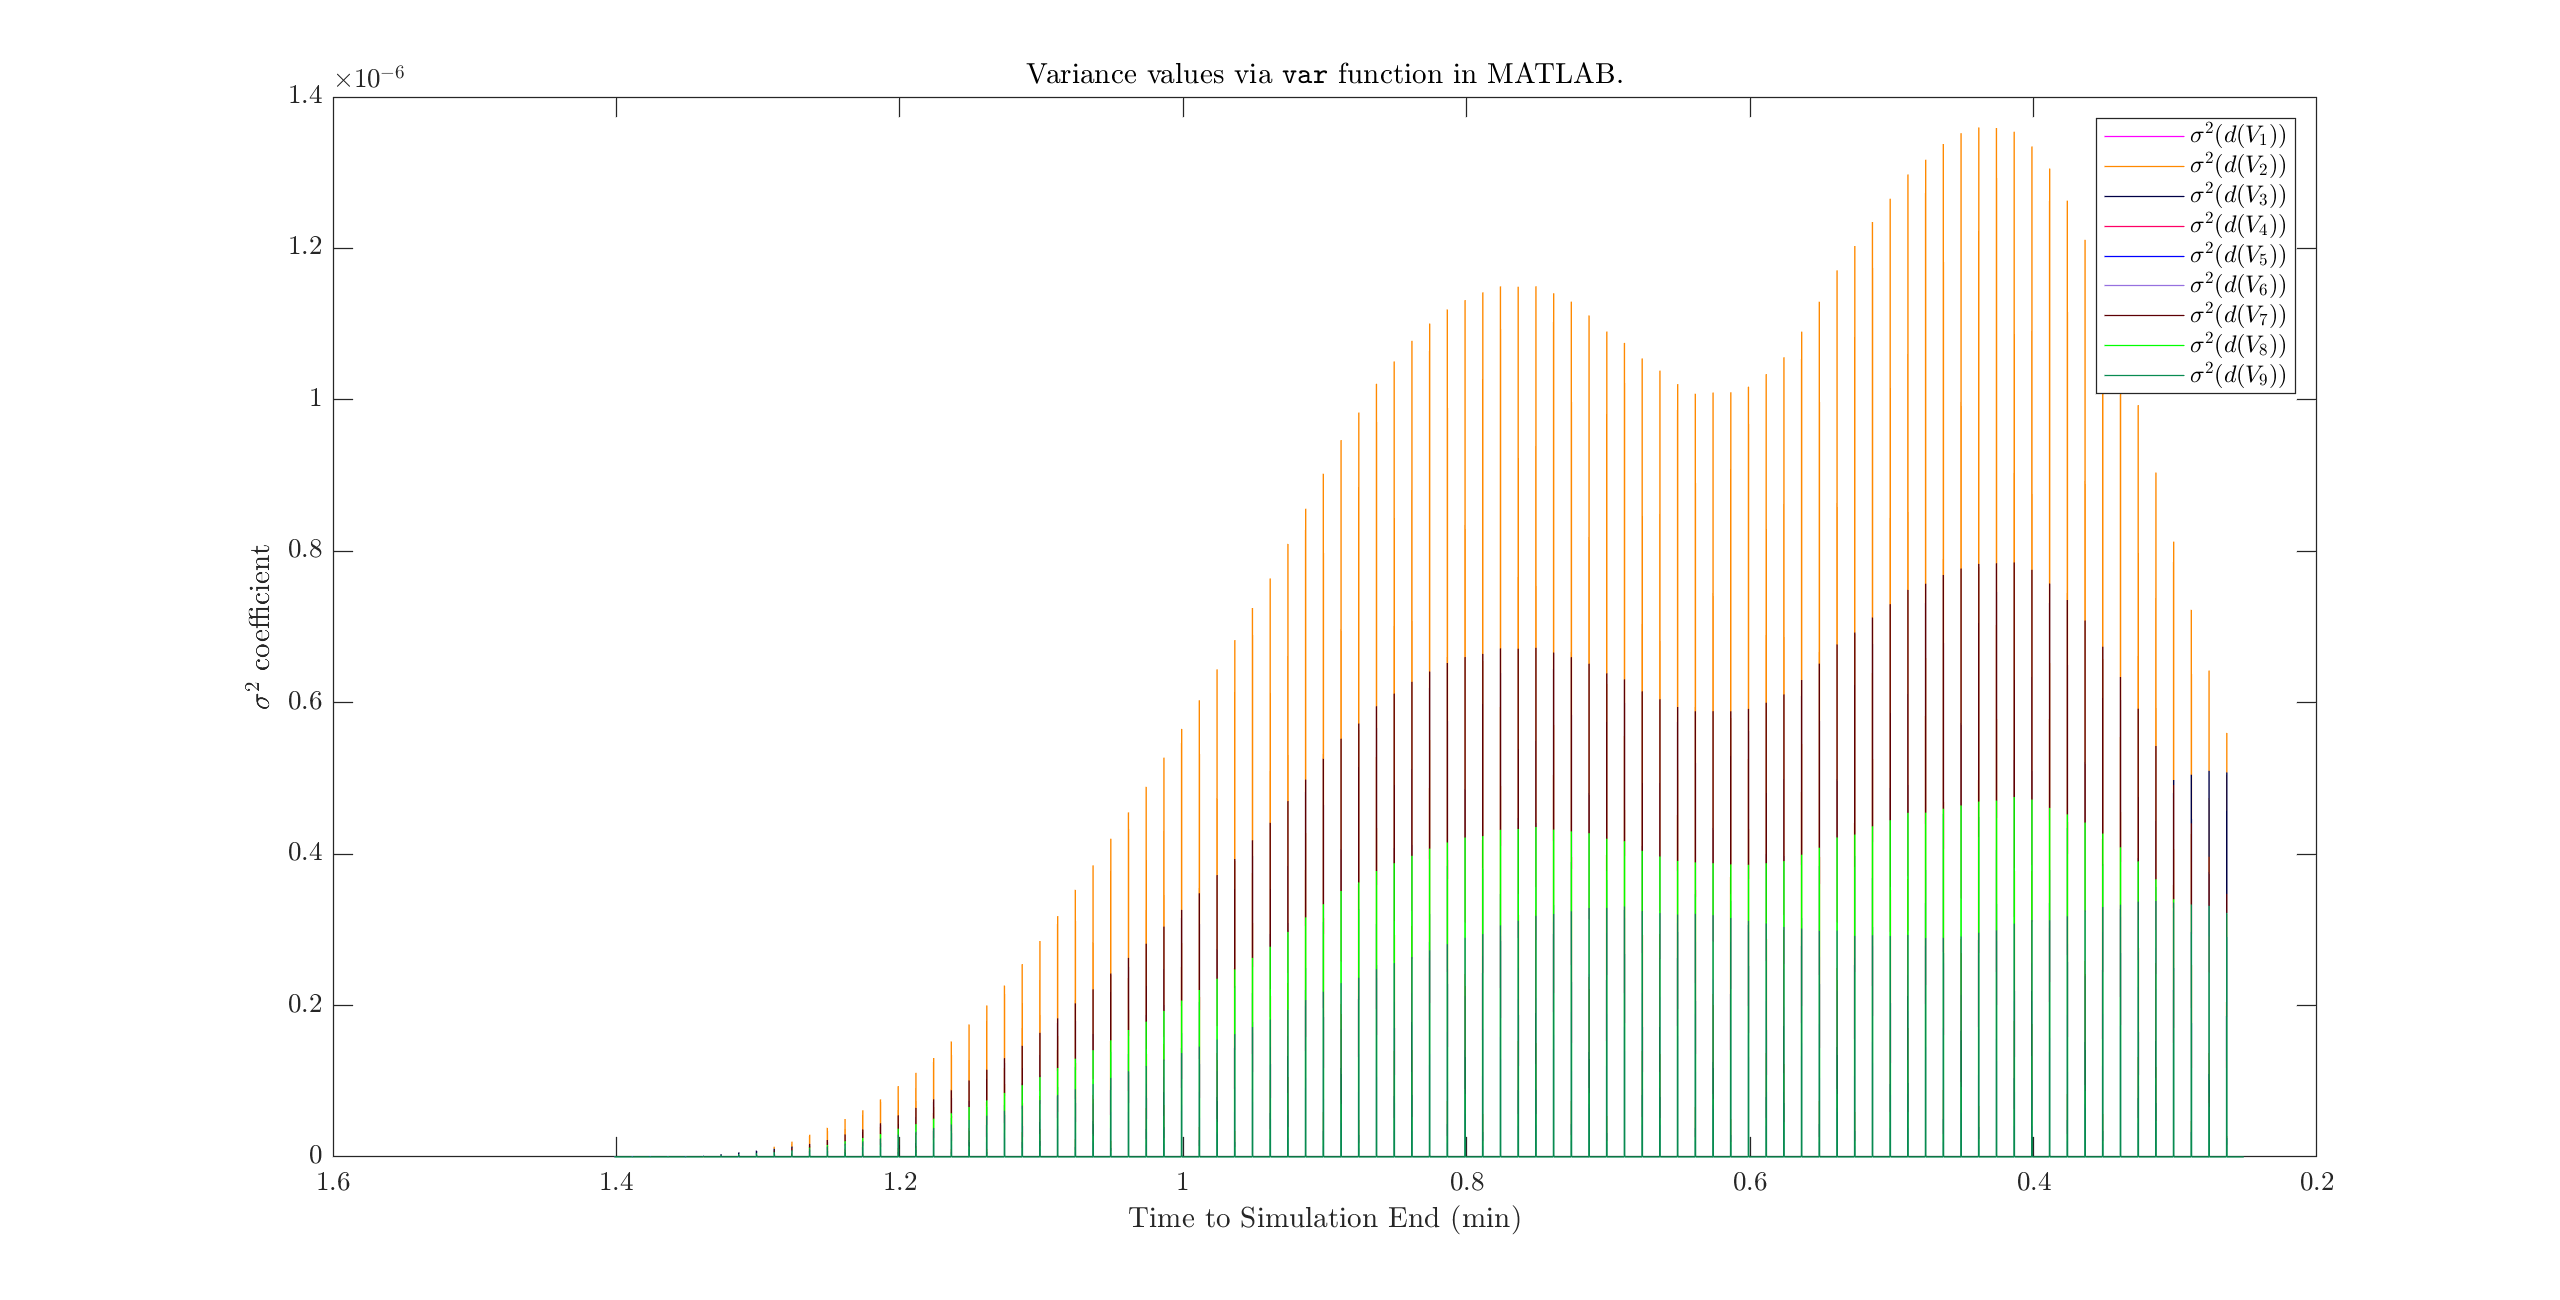 Variance values via var function in MATLAB.
×10⁻⁶
1.4
1.2
1
0.8
0.6
0.4
0.2
0
σ² coefficient
1.6
1.4
1.2
1
0.8
0.6
0.4
0.2
Time to Simulation End (min)
σ²(d(V₁))
σ²(d(V₂))
σ²(d(V₃))
σ²(d(V₄))
σ²(d(V₅))
σ²(d(V₆))
σ²(d(V₇))
σ²(d(V₈))
σ²(d(V₉))